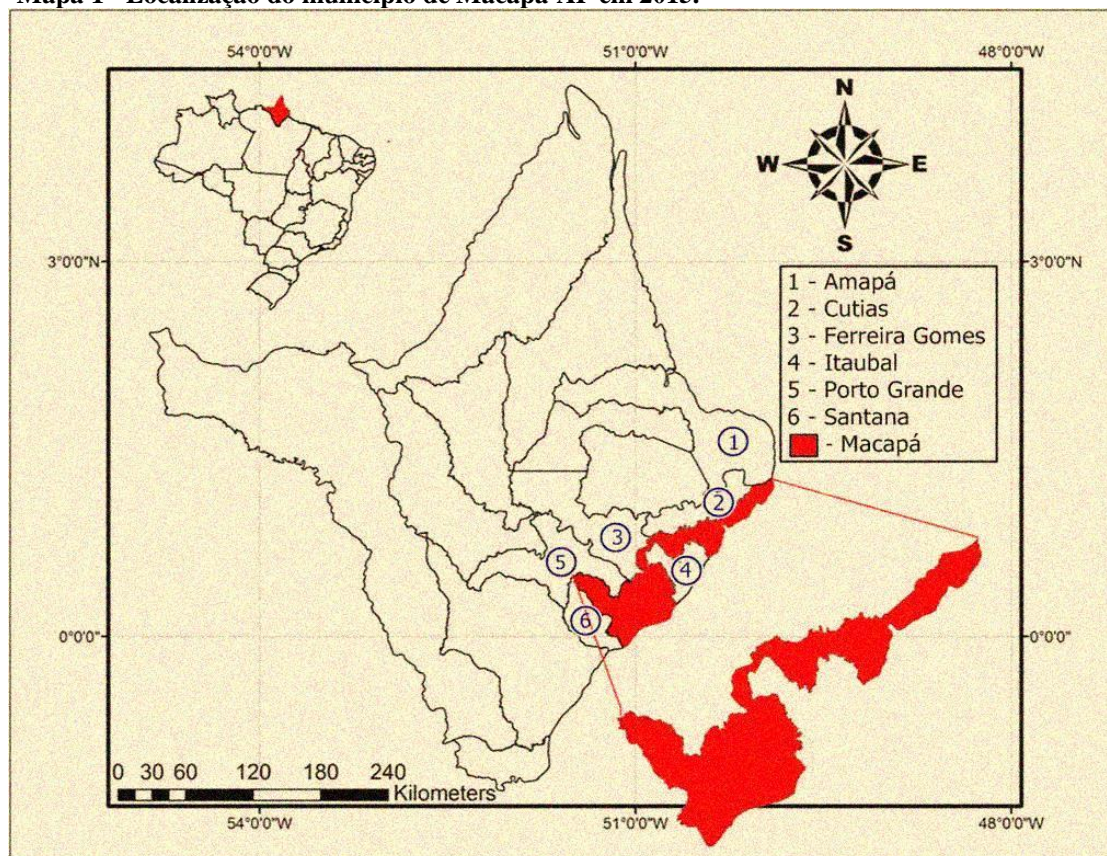 Mapa 1 - Localização do município de Macapá-AP em 2015.
54°0'0"W 51°0'0"W 48°0'0"W
N
W E
S
3°0'0"N 3°0'0"N
1 - Amapá
2 - Cutias
3 - Ferreira Gomes
4 - Itaubal
5 - Porto Grande
6 - Santana
- Macapá
1
2
3
4
5
6
0°0'0" 0°0'0"
0 30 60 120 180 240
Kilometers
54°0'0"W 51°0'0"W 48°0'0"W